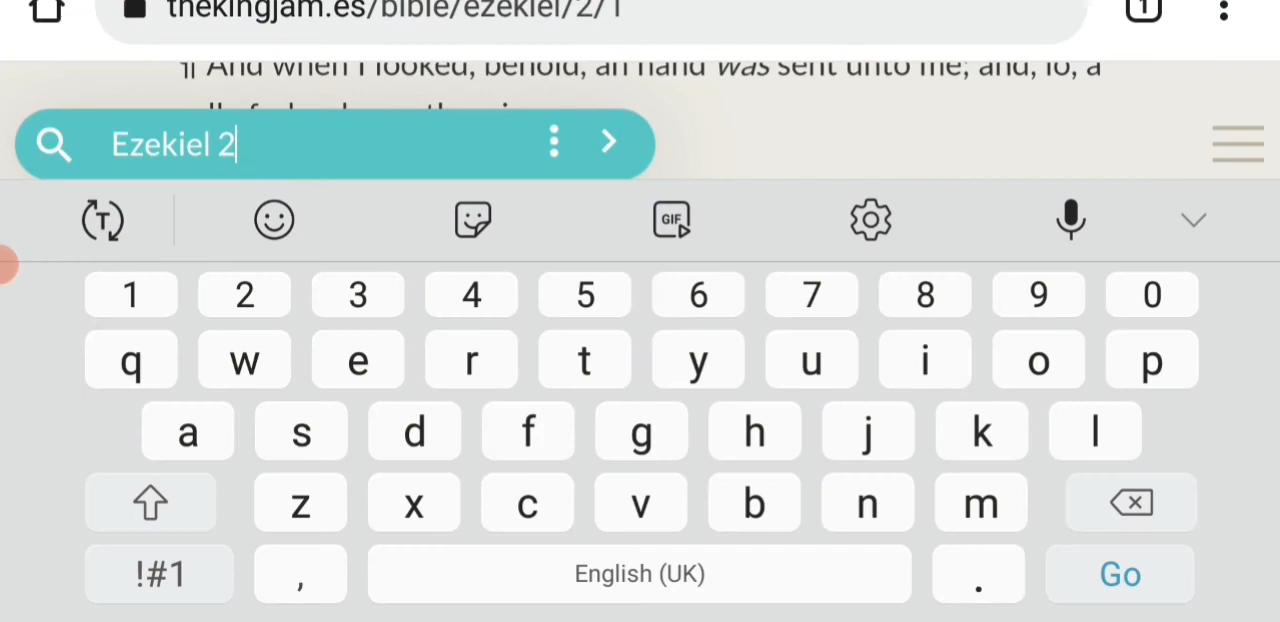 thekingjam.es/bible/ezekiel/2/1
1
¶ And when I looked, behold, an hand was sent unto me; and, lo, a
Ezekiel 2
T
GIF
1 2 3 4 5 6 7 8 9 0
q w e r t y u i o p
a s d f g h j k l
z x c v b n m
!#1 , English (UK) . Go